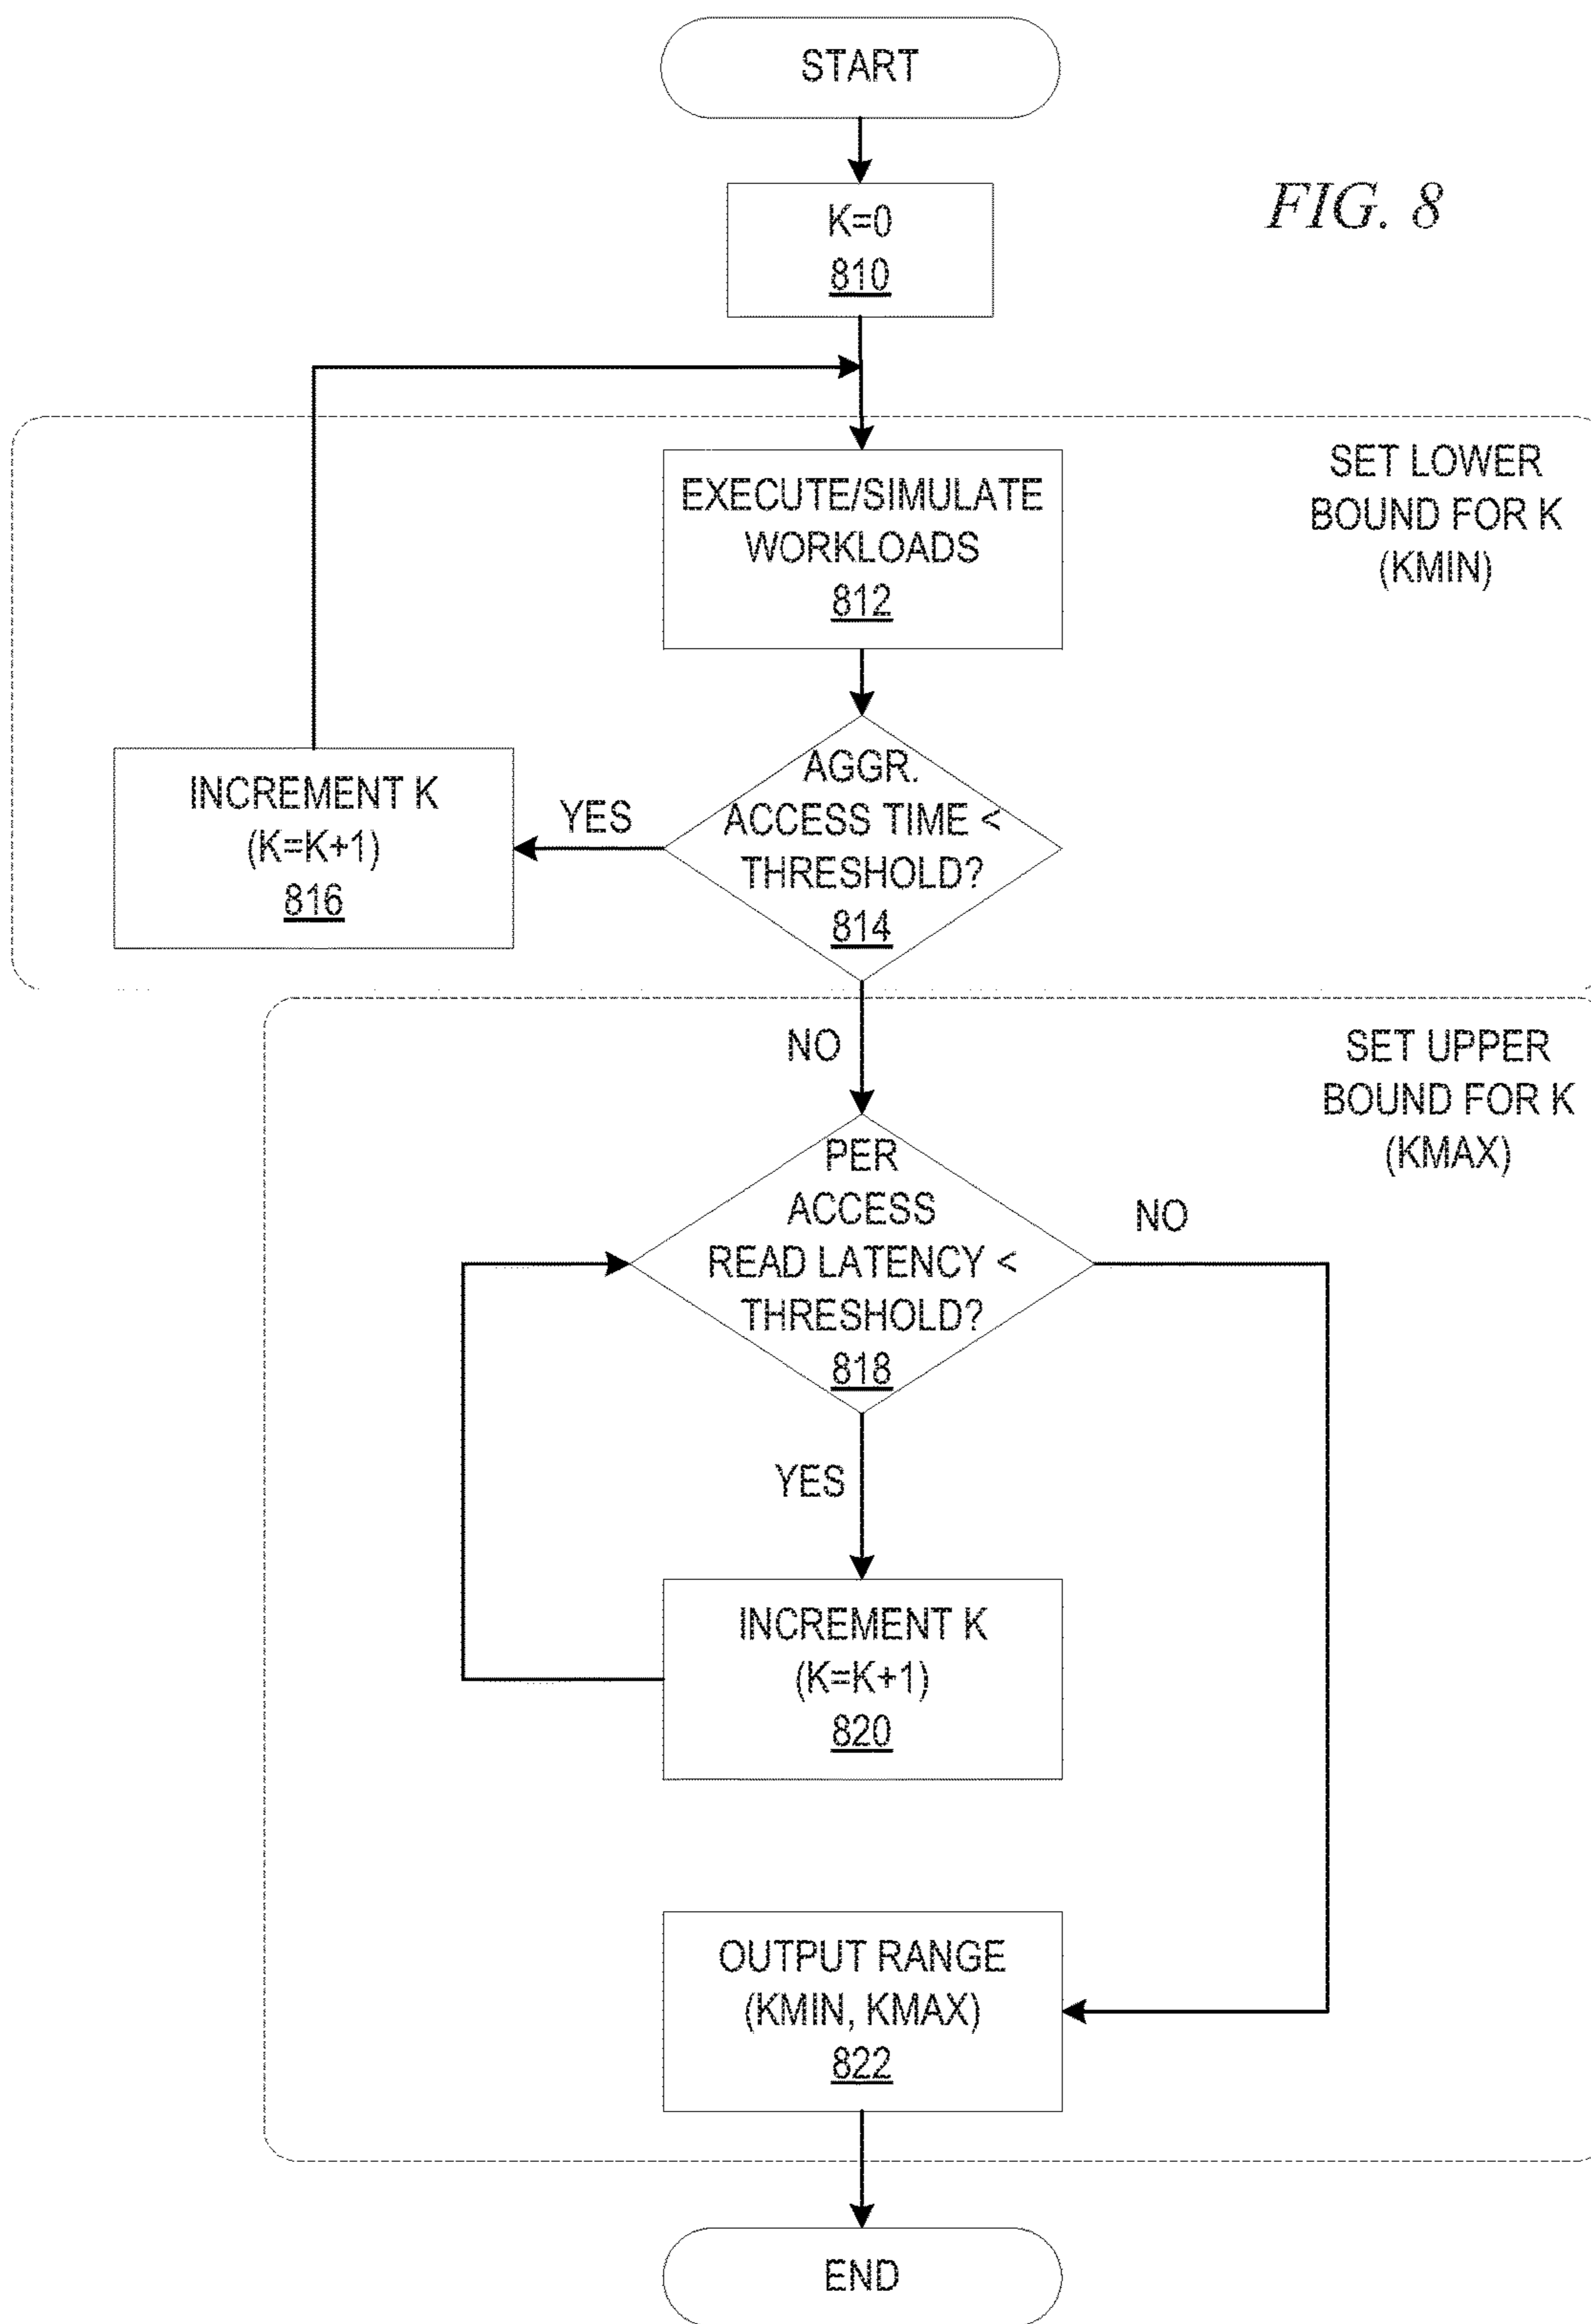 START
K=0
810
FIG. 8
EXECUTE/SIMULATE
WORKLOADS
812
SET LOWER
BOUND FOR K
(KMIN)
AGGR.
ACCESS TIME <
THRESHOLD?
814
YES
INCREMENT K
(K=K+1)
816
NO
SET UPPER
BOUND FOR K
(KMAX)
PER
ACCESS
READ LATENCY <
THRESHOLD?
818
NO
YES
INCREMENT K
(K=K+1)
820
OUTPUT RANGE
(KMIN, KMAX)
822
END